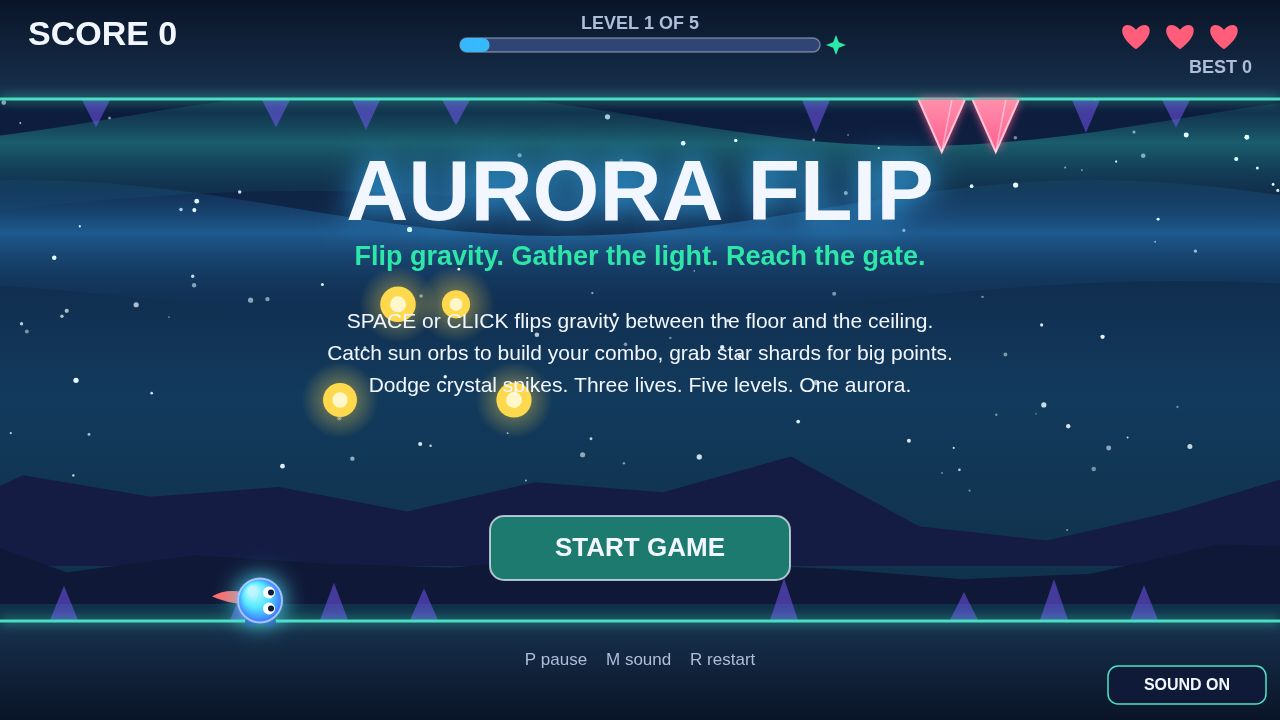 SCORE 0
LEVEL 1 OF 5
BEST 0
AURORA FLIP
Flip gravity. Gather the light. Reach the gate.
SPACE or CLICK flips gravity between the floor and the ceiling.
Catch sun orbs to build your combo, grab star shards for big points.
Dodge crystal spikes. Three lives. Five levels. One aurora.
START GAME
P pause M sound R restart
SOUND ON